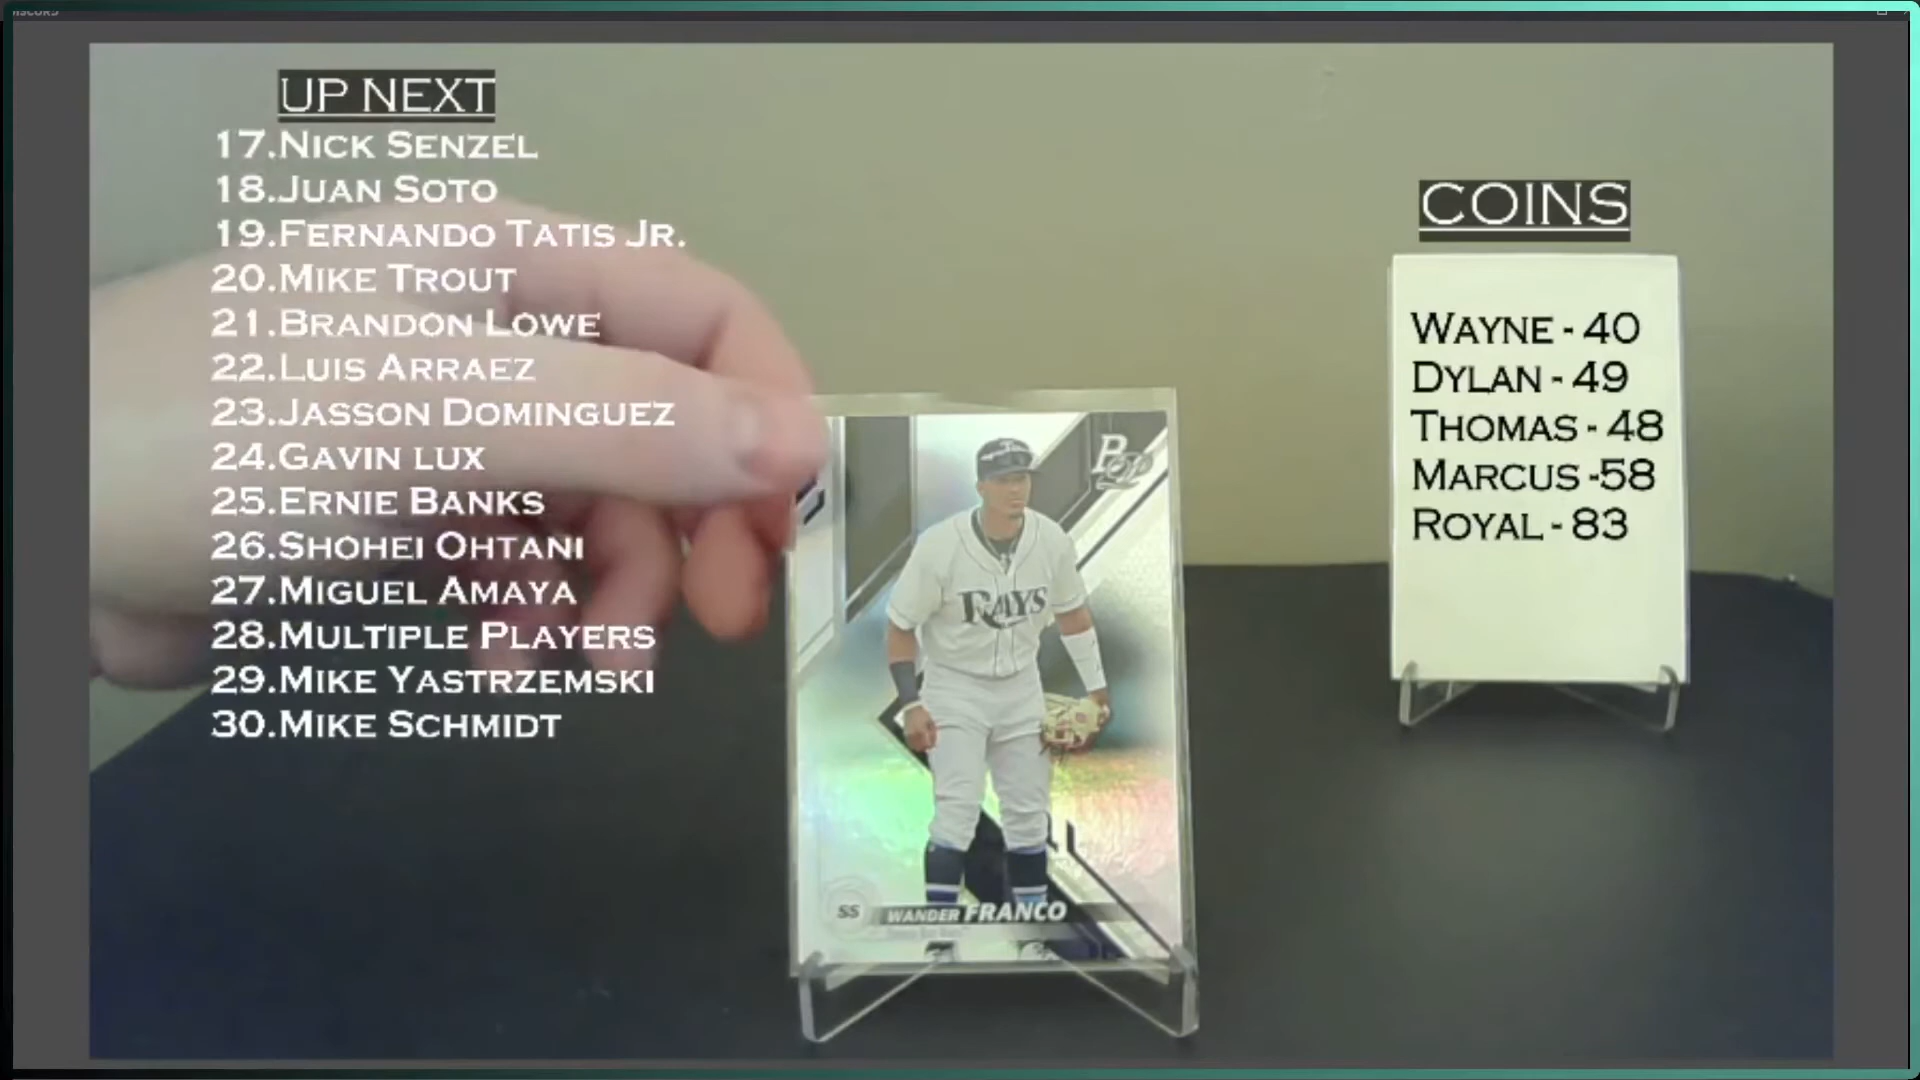 UP NEXT
17.NICK SENZEL
18.JUAN SOTO
19.FERNANDO TATIS JR.
20.MIKE TROUT
21.BRANDON LOWE
22.LUIS ARRAEZ
23.JASSON DOMINGUEZ
24.GAVIN LUX
25.ERNIE BANKS
26.SHOHEI OHTANI
27.MIGUEL AMAYA
28.MULTIPLE PLAYERS
29.MIKE YASTRZEMSKI
30.MIKE SCHMIDT
COINS
WAYNE - 40
DYLAN - 49
THOMAS - 48
MARCUS -58
ROYAL - 83
RAYS
SS WANDER FRANCO